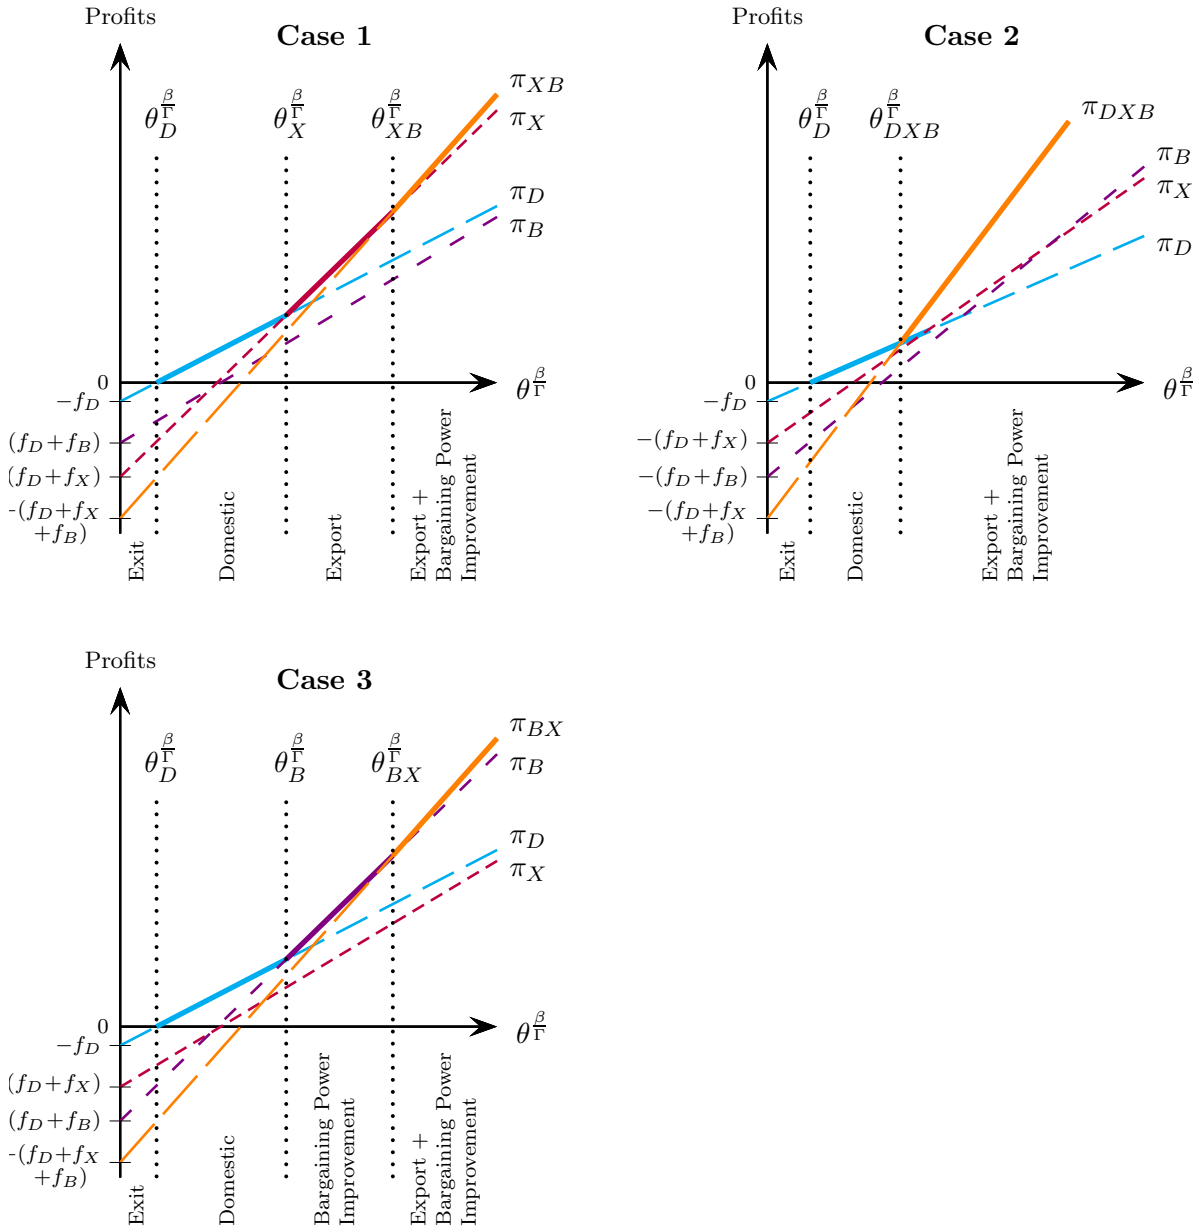 Profits
Case 1
θ_D^{β/Γ}
θ_X^{β/Γ}
θ_{XB}^{β/Γ}
π_{XB}
π_X
π_D
π_B
0
−f_D
(f_D+f_B)
(f_D+f_X)
-(f_D+f_X
+f_B)
θ^{β/Γ}
Exit
Domestic
Export
Export +
Bargaining Power
Improvement
Profits
Case 2
θ_D^{β/Γ}
θ_{DXB}^{β/Γ}
π_{DXB}
π_B
π_X
π_D
0
−f_D
−(f_D+f_X)
−(f_D+f_B)
−(f_D+f_X
+f_B)
θ^{β/Γ}
Exit
Domestic
Export +
Bargaining Power
Improvement
Profits
Case 3
θ_D^{β/Γ}
θ_B^{β/Γ}
θ_{BX}^{β/Γ}
π_{BX}
π_B
π_D
π_X
0
−f_D
(f_D+f_X)
(f_D+f_B)
-(f_D+f_X
+f_B)
θ^{β/Γ}
Exit
Domestic
Bargaining Power
Improvement
Export +
Bargaining Power
Improvement